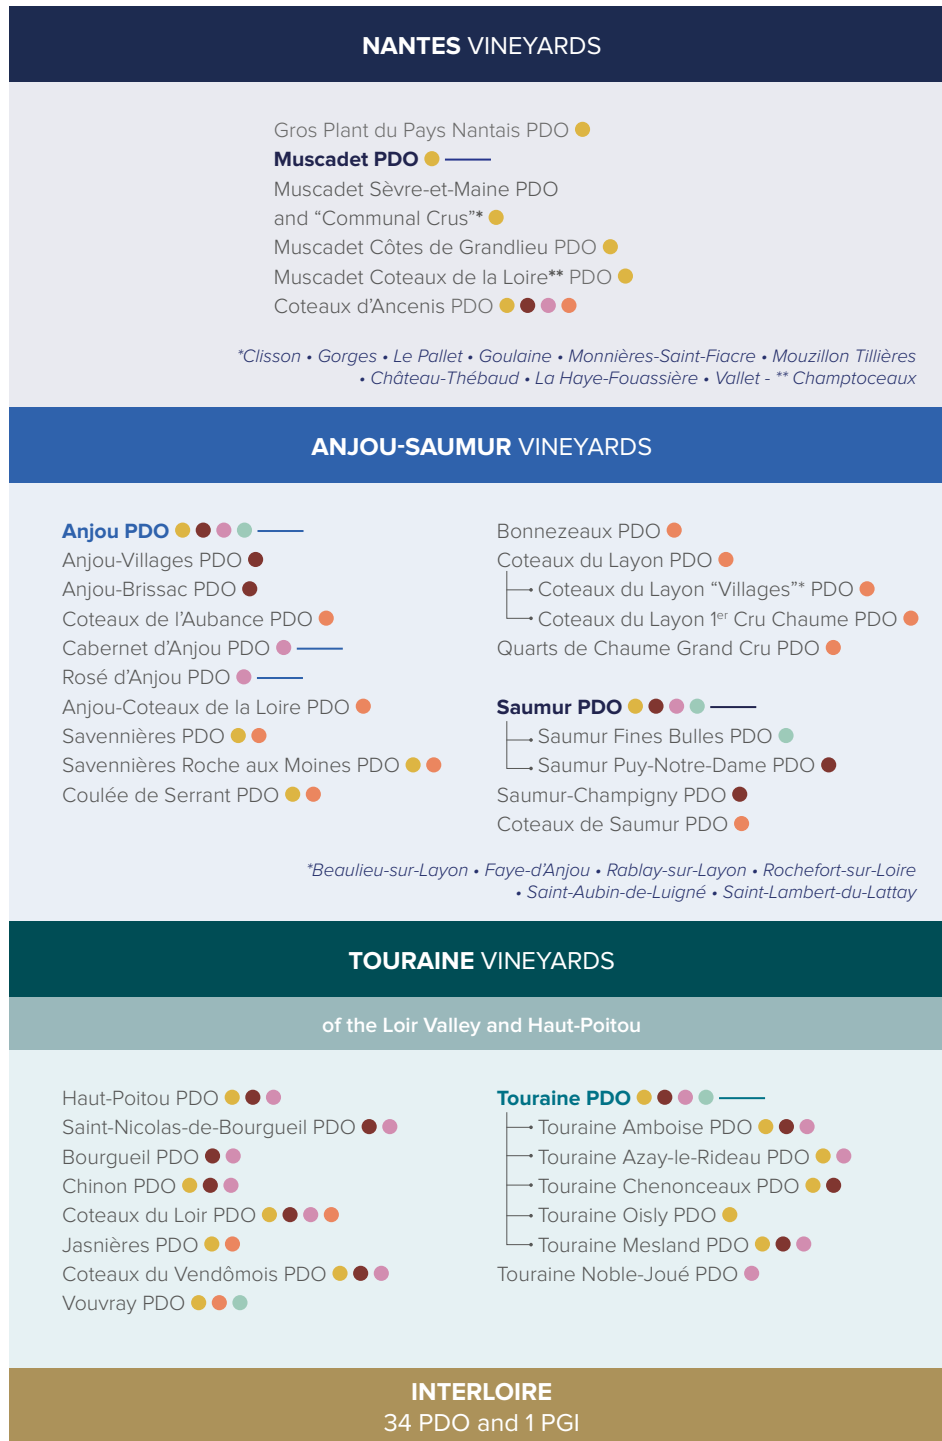 NANTES VINEYARDS
Gros Plant du Pays Nantais PDO
Muscadet PDO
Muscadet Sèvre-et-Maine PDO
and “Communal Crus”*
Muscadet Côtes de Grandlieu PDO
Muscadet Coteaux de la Loire** PDO
Coteaux d’Ancenis PDO
*Clisson • Gorges • Le Pallet • Goulaine • Monnières-Saint-Fiacre • Mouzillon Tillières
• Château-Thébaud • La Haye-Fouassière • Vallet - ** Champtoceaux
ANJOU-SAUMUR VINEYARDS
Anjou PDO
Anjou-Villages PDO
Anjou-Brissac PDO
Coteaux de l’Aubance PDO
Cabernet d’Anjou PDO
Rosé d’Anjou PDO
Anjou-Coteaux de la Loire PDO
Savennières PDO
Savennières Roche aux Moines PDO
Coulée de Serrant PDO
Bonnezeaux PDO
Coteaux du Layon PDO
Coteaux du Layon “Villages”* PDO
Coteaux du Layon 1er Cru Chaume PDO
Quarts de Chaume Grand Cru PDO
Saumur PDO
Saumur Fines Bulles PDO
Saumur Puy-Notre-Dame PDO
Saumur-Champigny PDO
Coteaux de Saumur PDO
*Beaulieu-sur-Layon • Faye-d’Anjou • Rablay-sur-Layon • Rochefort-sur-Loire
• Saint-Aubin-de-Luigné • Saint-Lambert-du-Lattay
TOURAINE VINEYARDS
of the Loir Valley and Haut-Poitou
Haut-Poitou PDO
Saint-Nicolas-de-Bourgueil PDO
Bourgueil PDO
Chinon PDO
Coteaux du Loir PDO
Jasnières PDO
Coteaux du Vendômois PDO
Vouvray PDO
Touraine PDO
Touraine Amboise PDO
Touraine Azay-le-Rideau PDO
Touraine Chenonceaux PDO
Touraine Oisly PDO
Touraine Mesland PDO
Touraine Noble-Joué PDO
INTERLOIRE
34 PDO and 1 PGI